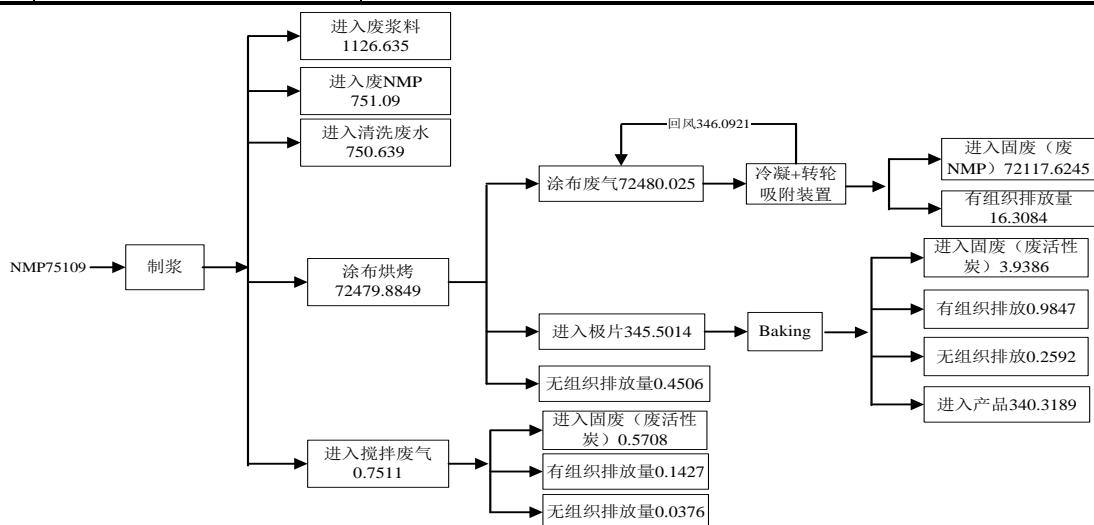 进入废浆料
1126.635
进入废NMP
751.09
进入清洗废水
750.639
回风346.0921
涂布废气72480.025
冷凝+转轮
吸附装置
进入固废（废
NMP）72117.6245
有组织排放量
16.3084
NMP75109
制浆
涂布烘烤
72479.8849
进入固废（废活性
炭）3.9386
有组织排放0.9847
进入极片345.5014
Baking
无组织排放0.2592
无组织排放量0.4506
进入产品340.3189
进入搅拌废气
0.7511
进入固废（废活性
炭）0.5708
有组织排放量0.1427
无组织排放量0.0376